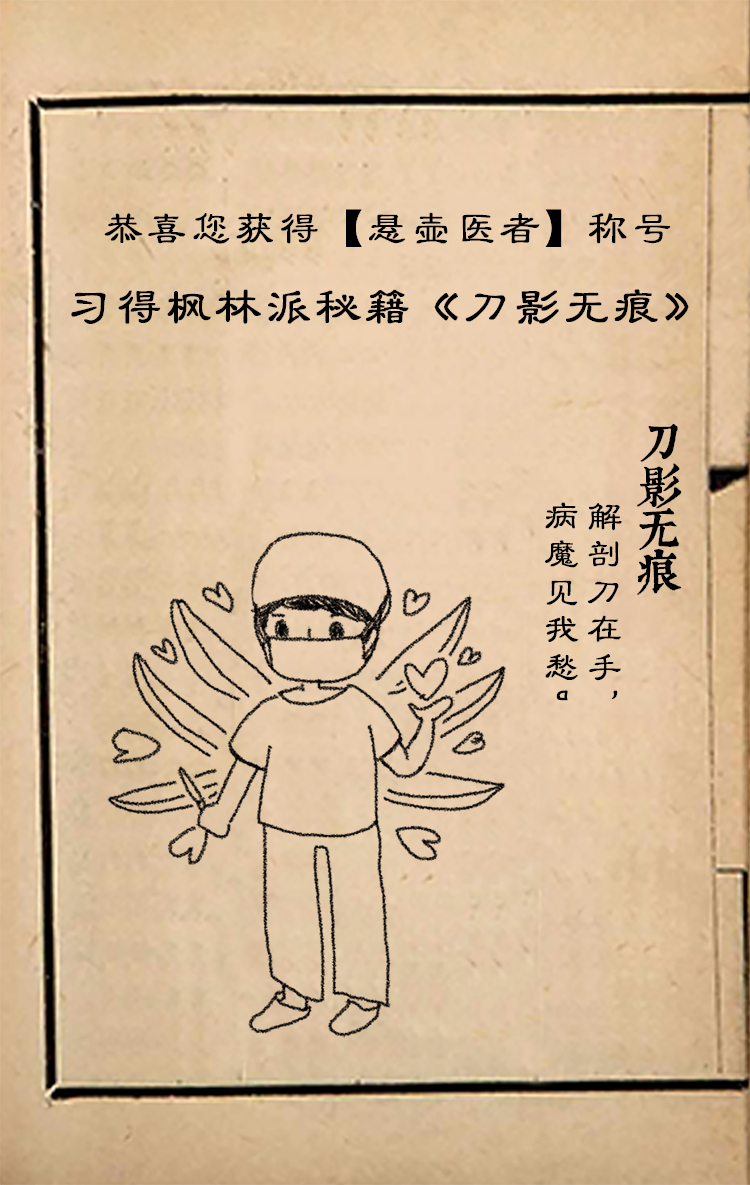 恭喜您获得【悬壶医者】称号
习得枫林派秘籍《刀影无痕》
刀影无痕
解剖刀在手，
病魔见我愁。